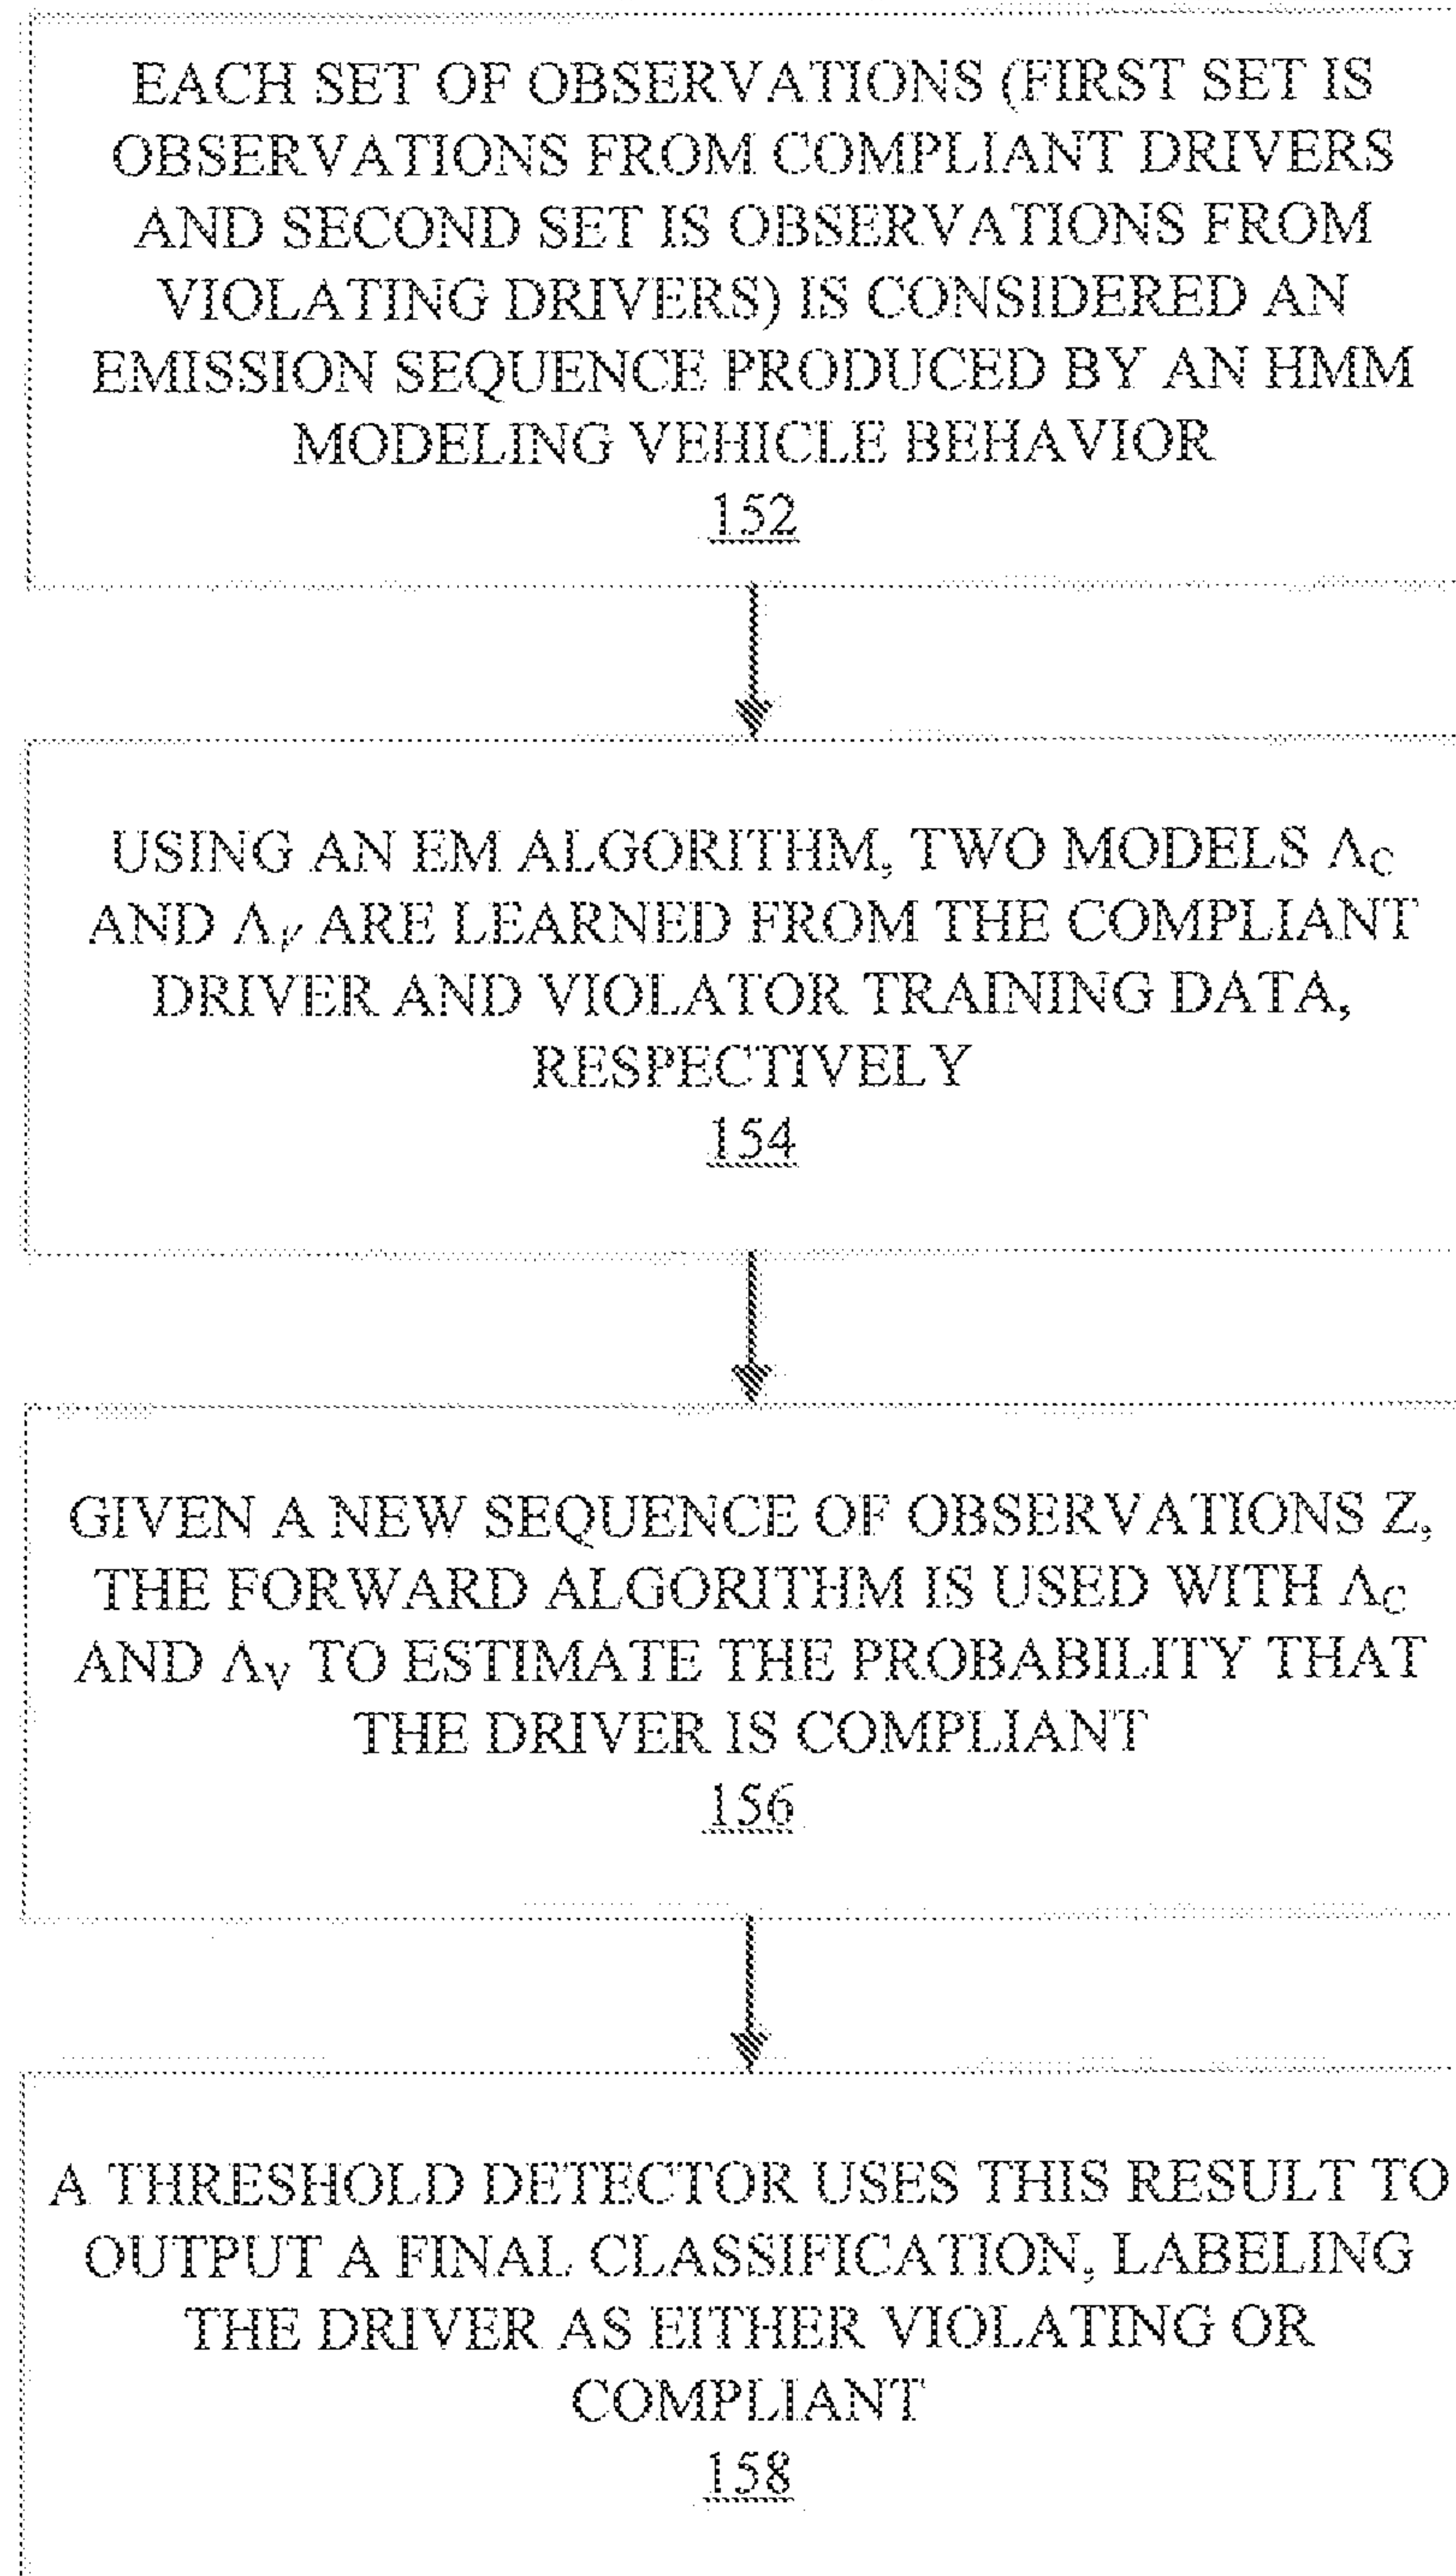 EACH SET OF OBSERVATIONS (FIRST SET IS
OBSERVATIONS FROM COMPLIANT DRIVERS
AND SECOND SET IS OBSERVATIONS FROM
VIOLATING DRIVERS) IS CONSIDERED AN
EMISSION SEQUENCE PRODUCED BY AN HMM
MODELING VEHICLE BEHAVIOR
152
USING AN EM ALGORITHM, TWO MODELS ΛC
AND ΛV ARE LEARNED FROM THE COMPLIANT
DRIVER AND VIOLATOR TRAINING DATA,
RESPECTIVELY
154
GIVEN A NEW SEQUENCE OF OBSERVATIONS Z,
THE FORWARD ALGORITHM IS USED WITH ΛC
AND ΛV TO ESTIMATE THE PROBABILITY THAT
THE DRIVER IS COMPLIANT
156
A THRESHOLD DETECTOR USES THIS RESULT TO
OUTPUT A FINAL CLASSIFICATION, LABELING
THE DRIVER AS EITHER VIOLATING OR
COMPLIANT
158